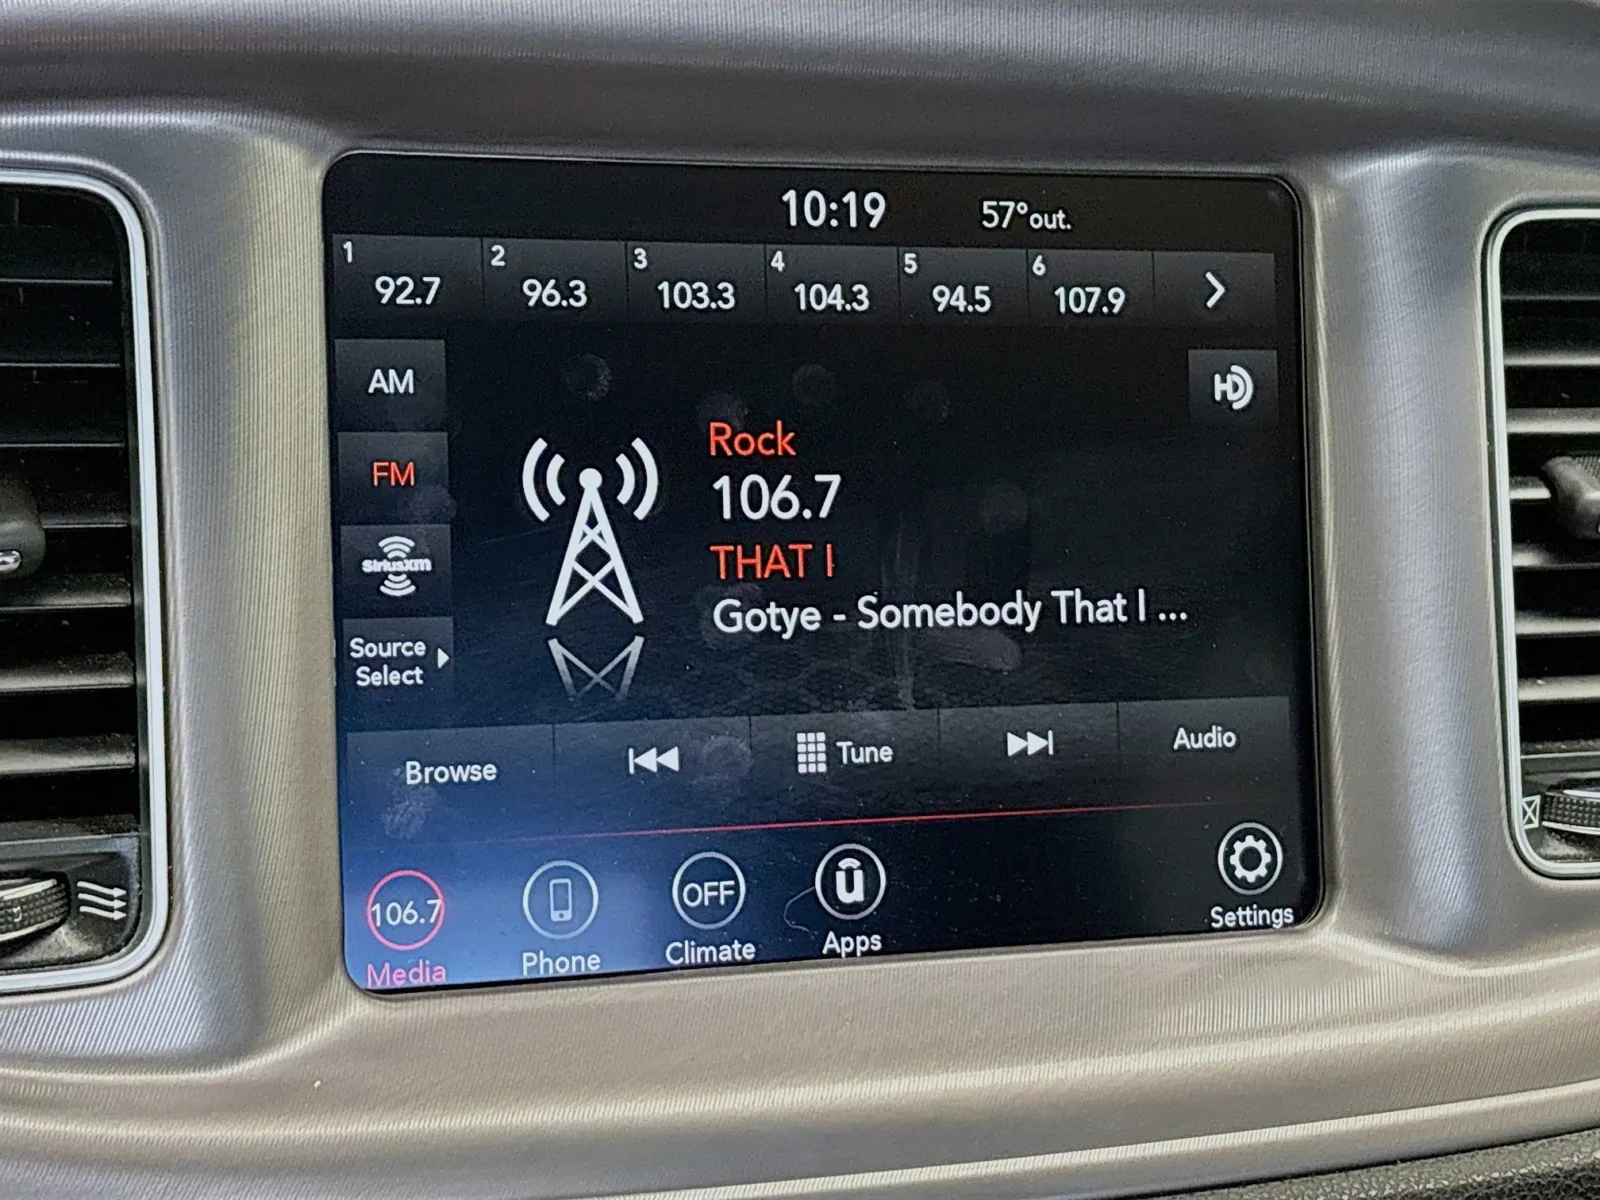 10:19 57°out.
1 92.7 2 96.3 3 103.3 4 104.3 5 94.5 6 107.9
AM
HD
Rock
FM
106.7
THAT I
SiriusXM
Gotye - Somebody That I ...
Source
Select
Browse Tune Audio
106.7 OFF ū
Media Phone Climate Apps Settings